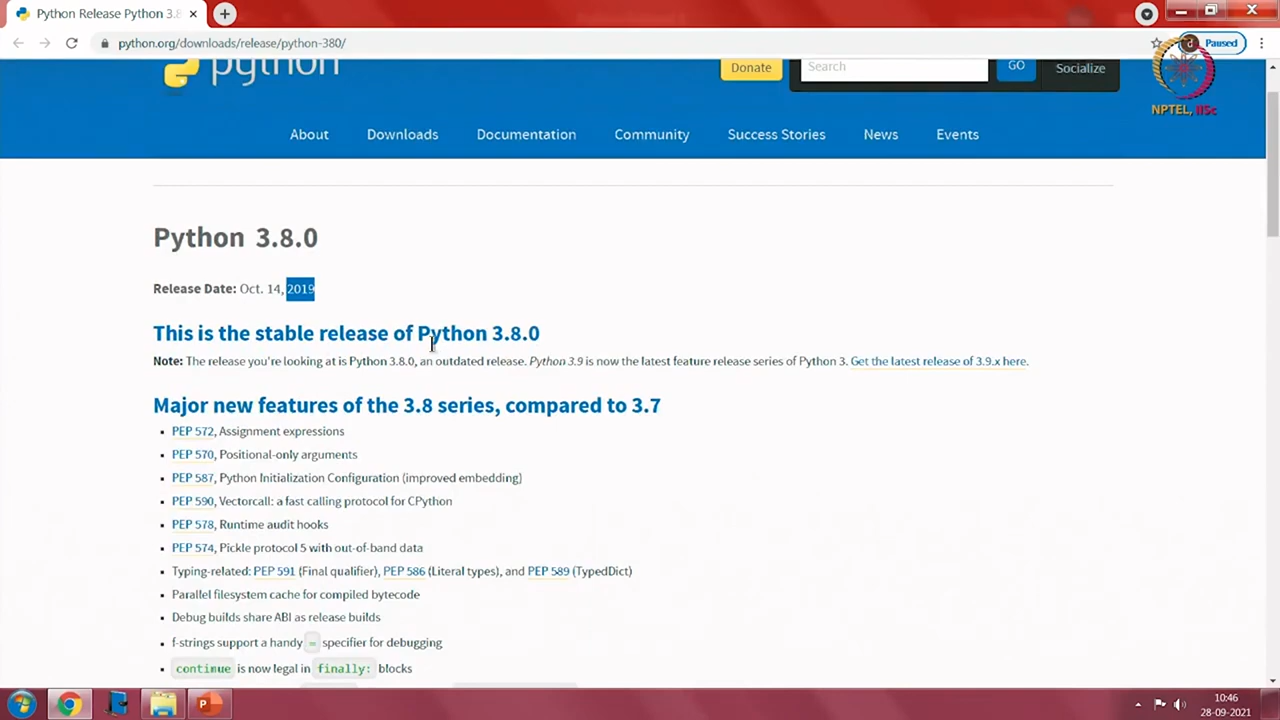 Python Release Python 3.8
python.org/downloads/release/python-380/
Paused
python
Donate
Search
GO
Socialize
NPTEL, IISc
About
Downloads
Documentation
Community
Success Stories
News
Events
Python 3.8.0
Release Date: Oct. 14, 2019
This is the stable release of Python 3.8.0
Note: The release you're looking at is Python 3.8.0, an outdated release. Python 3.9 is now the latest feature release series of Python 3. Get the latest release of 3.9.x here.
Major new features of the 3.8 series, compared to 3.7
PEP 572, Assignment expressions
PEP 570, Positional-only arguments
PEP 587, Python Initialization Configuration (improved embedding)
PEP 590, Vectorcall: a fast calling protocol for CPython
PEP 578, Runtime audit hooks
PEP 574, Pickle protocol 5 with out-of-band data
Typing-related: PEP 591 (Final qualifier), PEP 586 (Literal types), and PEP 589 (TypedDict)
Parallel filesystem cache for compiled bytecode
Debug builds share ABI as release builds
f-strings support a handy = specifier for debugging
continue is now legal in finally: blocks
10:46
28-09-2021